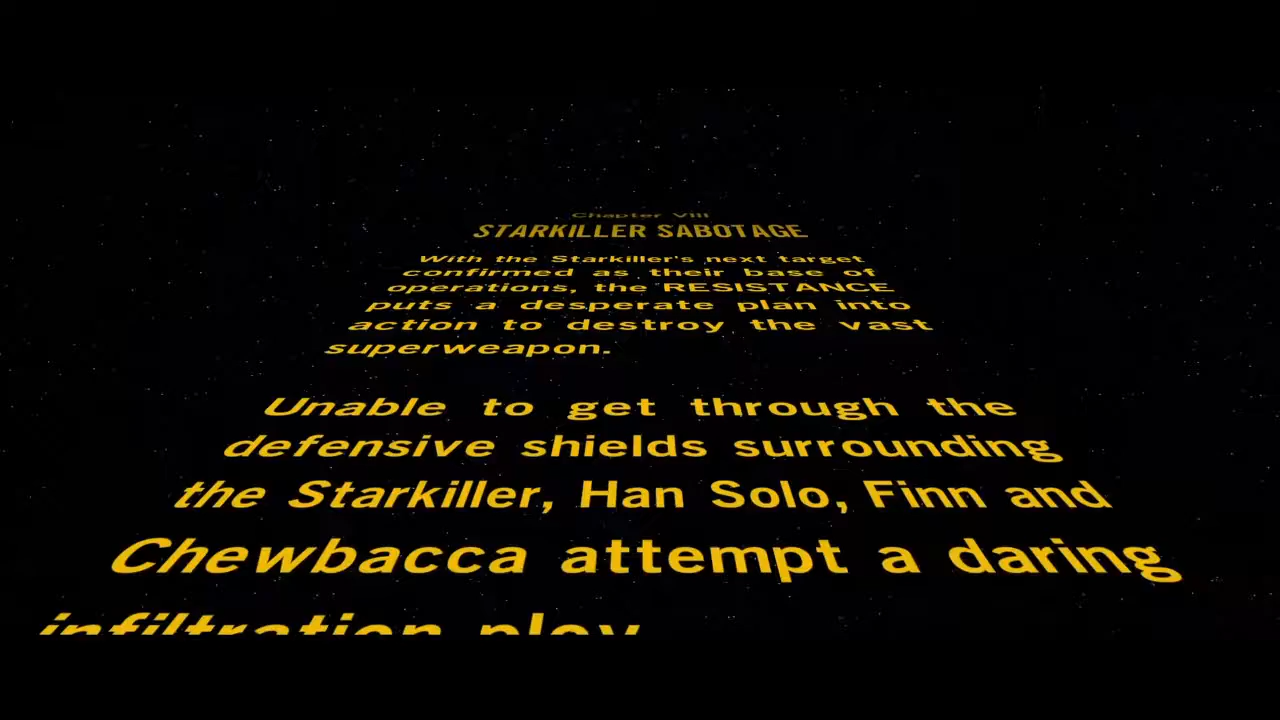 Chapter VIII
STARKILLER SABOTAGE
With the Starkiller's next target
confirmed as their base of
operations, the RESISTANCE
puts a desperate plan into
action to destroy the vast
superweapon.
Unable to get through the
defensive shields surrounding
the Starkiller, Han Solo, Finn and
Chewbacca attempt a daring
infiltration ploy